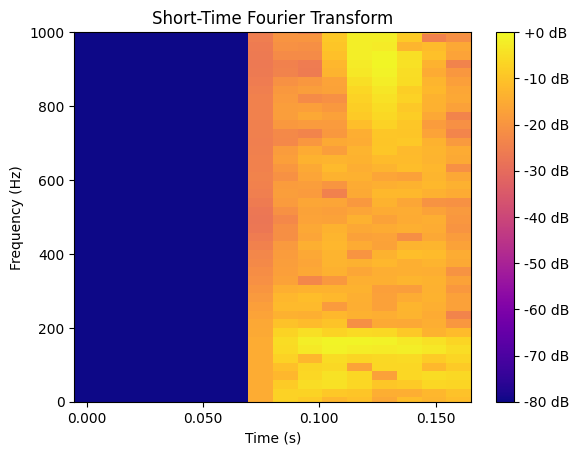 Short-Time Fourier Transform
1000
800
600
400
200
0
Frequency (Hz)
0.000
0.050
0.100
0.150
Time (s)
+0 dB
-10 dB
-20 dB
-30 dB
-40 dB
-50 dB
-60 dB
-70 dB
-80 dB